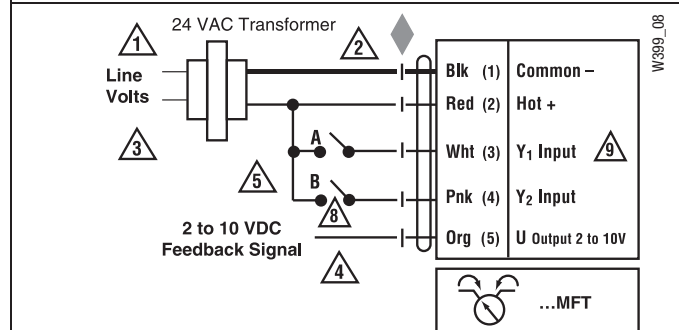 24 VAC Transformer
1
2
Line
Volts
3
Blk (1) Common –
Red (2) Hot +
A
Wht (3) Y1 Input
9
5
B
8
Pnk (4) Y2 Input
2 to 10 VDC
Feedback Signal
4
Org (5) U Output 2 to 10V
...MFT
W399_08